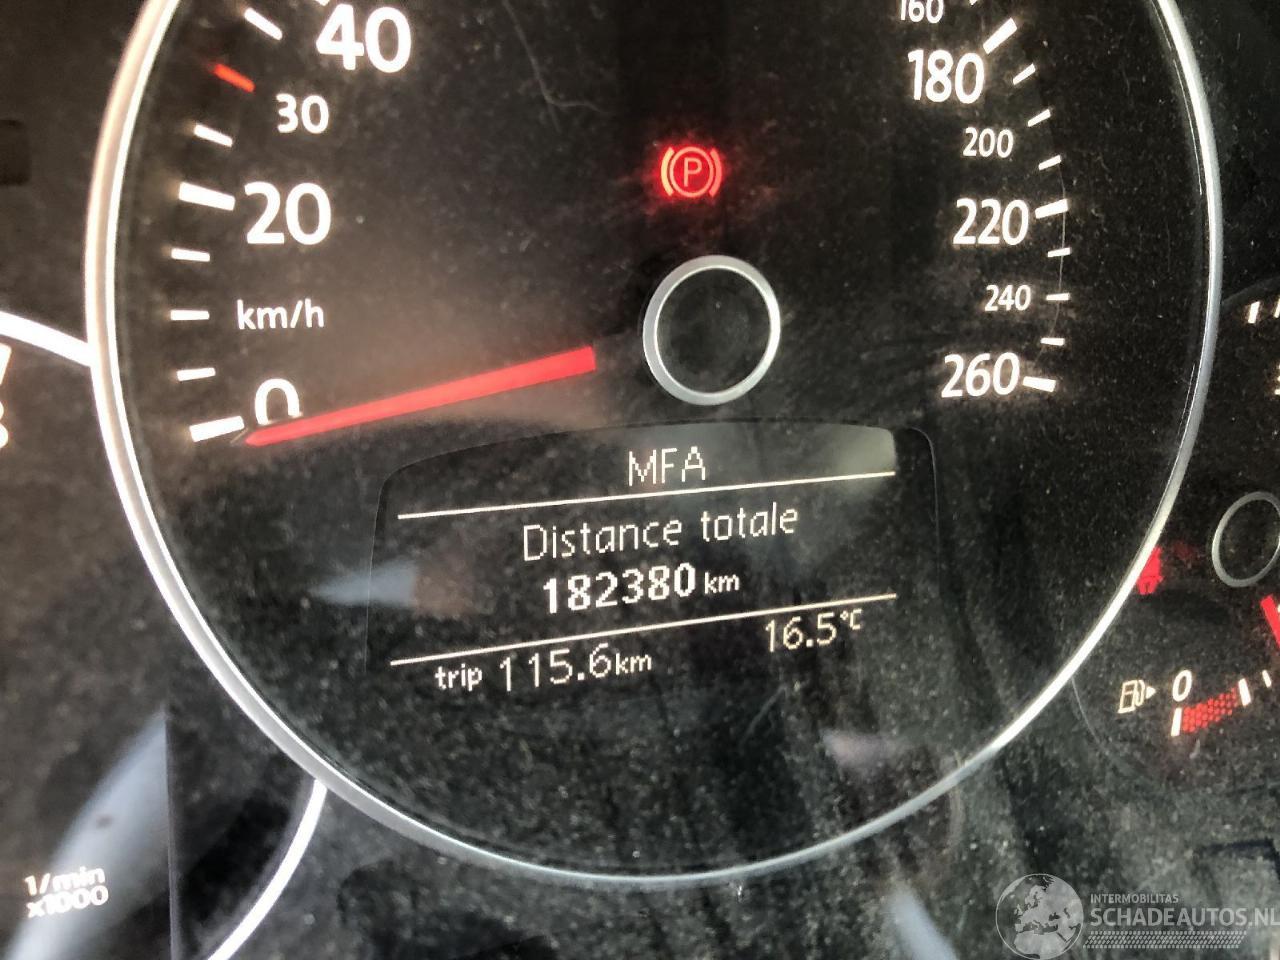 40
30
20
km/h
0
160
180
200
220
240
260
P
MFA
Distance totale
182380 km
trip 115.6 km
16.5°C
0
1/min
x1000
INTERMOBILITAS
SCHADEAUTOS.NL